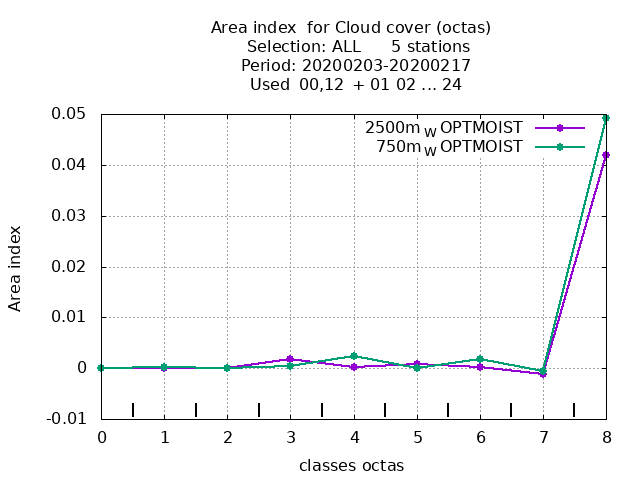 Area index  for Cloud cover (octas)
Selection: ALL      5 stations
Period: 20200203-20200217
Used  00,12  + 01 02 ... 24
2500m W OPTMOIST
750m W OPTMOIST
0.05
0.04
0.03
0.02
0.01
0
-0.01
Area index
0 1 2 3 4 5 6 7 8
classes octas